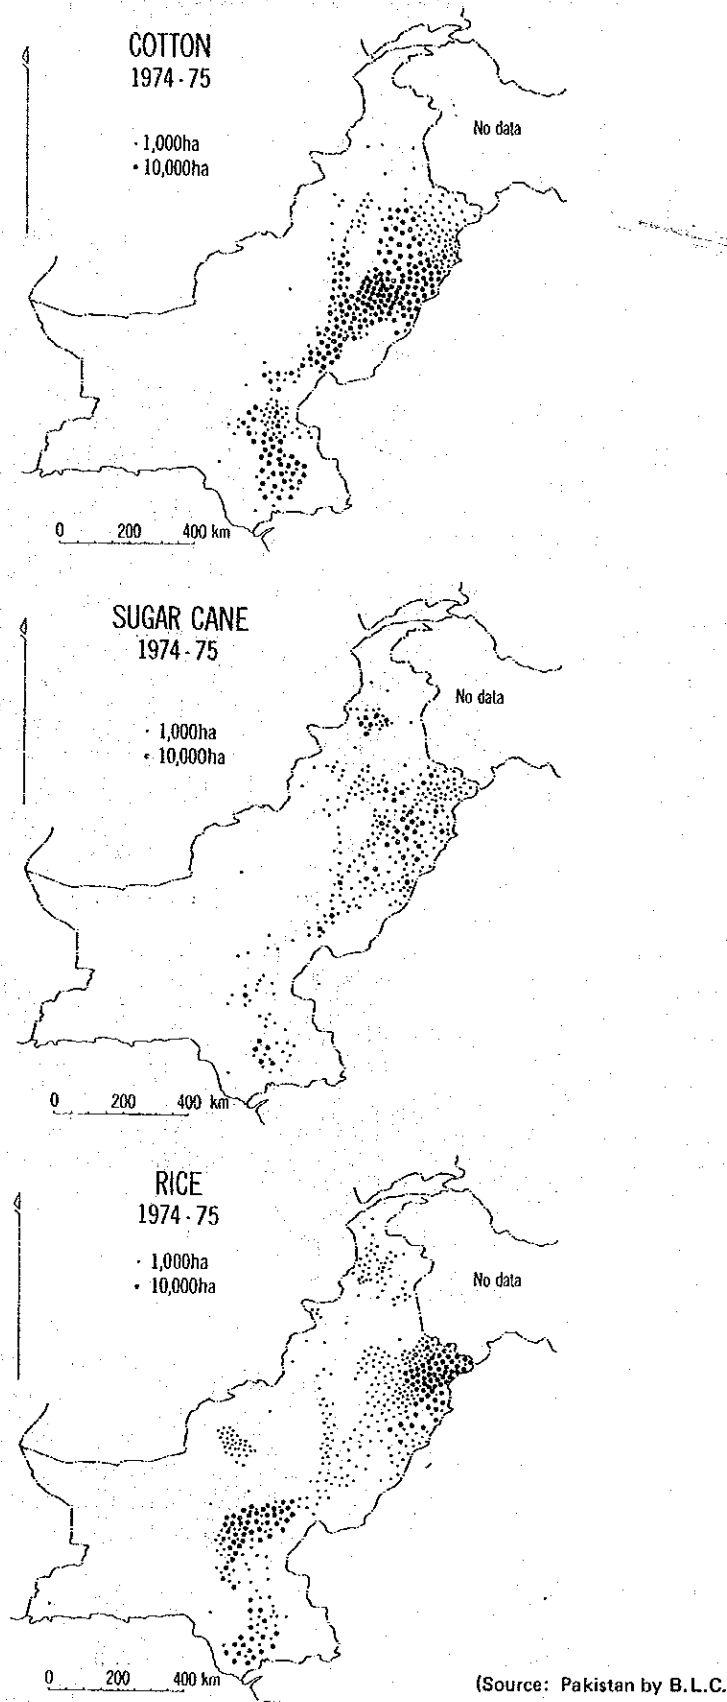 COTTON
1974-75
1,000ha
10,000ha
No data
0 200 400 km
SUGAR CANE
1974-75
1,000ha
10,000ha
No data
0 200 400 km
RICE
1974-75
1,000ha
10,000ha
No data
0 200 400 km
(Source: Pakistan by B.L.C.